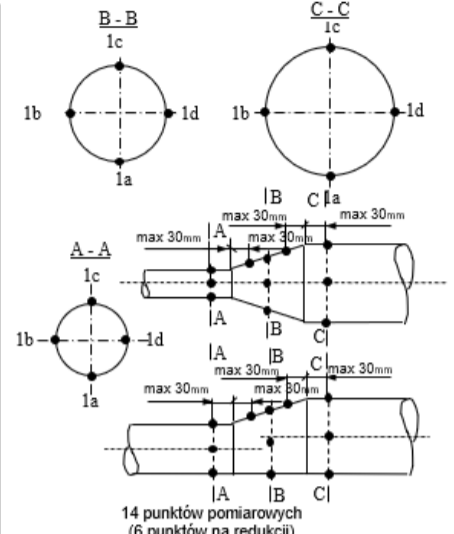 B - B
1c
1b
1d
1a
C - C
1c
1b
1d
1a
B
C
max 30mm
max 30mm
A
max 30mm
max 30mm
A
B
C
A - A
1c
1b
1d
1a
A
B
C
max 30mm
max 30mm
max 30mm
max 30mm
A
B
C
14 punktów pomiarowych
(6 punktów na redukcji)